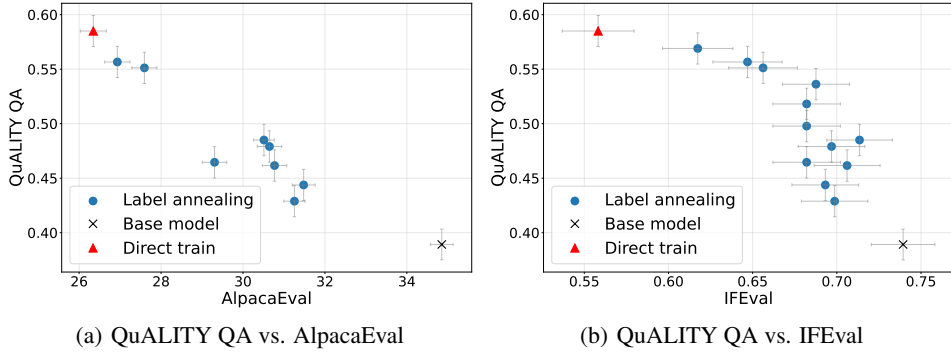 0.60
0.55
0.50
0.45
0.40
QuALITY QA
Label annealing
Base model
Direct train
26 28 30 32 34
AlpacaEval
(a) QuALITY QA vs. AlpacaEval
0.60
0.55
0.50
0.45
0.40
QuALITY QA
Label annealing
Base model
Direct train
0.55 0.60 0.65 0.70 0.75
IFEval
(b) QuALITY QA vs. IFEval